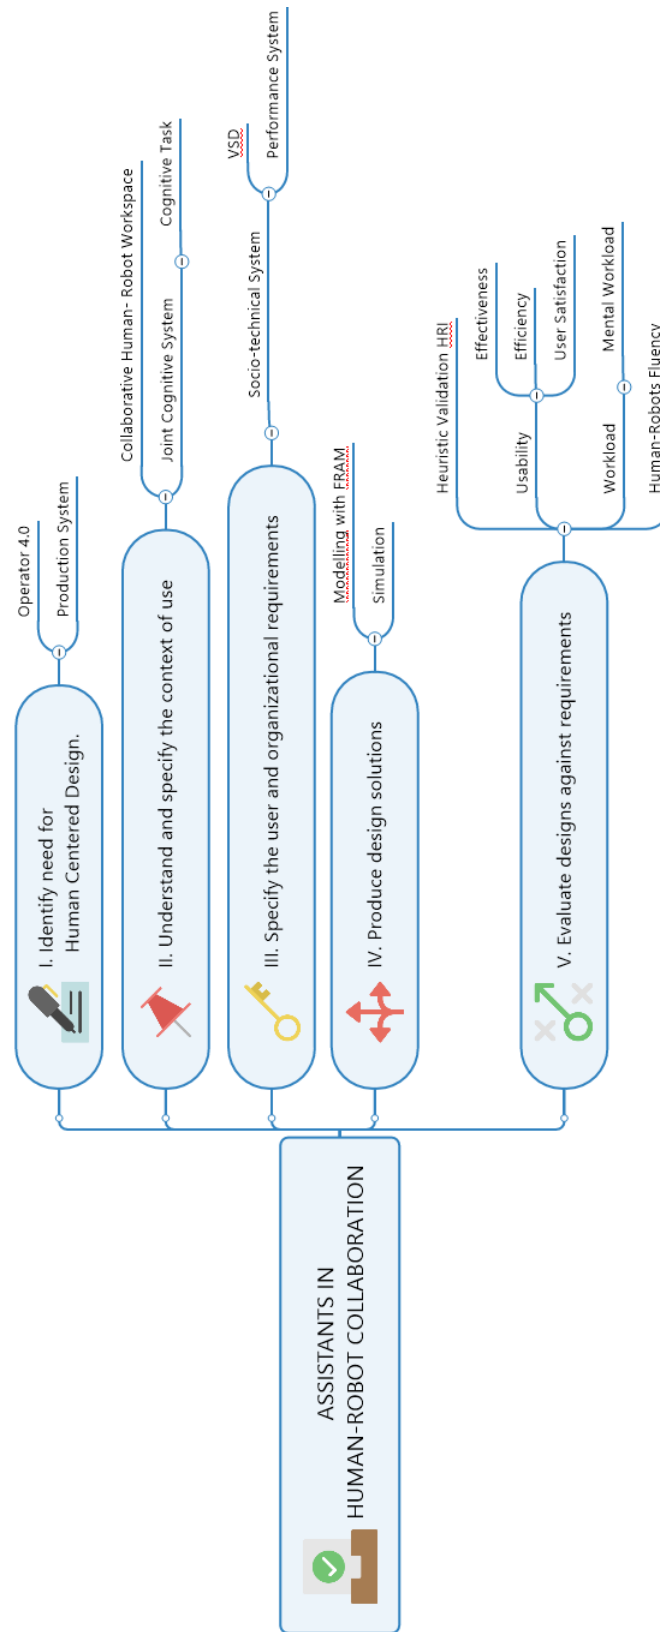 ASSISTANTS IN
HUMAN-ROBOT COLLABORATION
I. Identify need for
Human Centered Design.
Operator 4.0
Production System
II. Understand and specify the context of use
Collaborative Human- Robot Workspace
Joint Cognitive System
Cognitive Task
III. Specify the user and organizational requirements
Socio-technical System
VSD
Performance System
IV. Produce design solutions
Modelling with FRAM
Simulation
V. Evaluate designs against requirements
Heuristic Validation HRI
Usability
Effectiveness
Efficiency
User Satisfaction
Workload
Mental Workload
Human-Robots Fluency